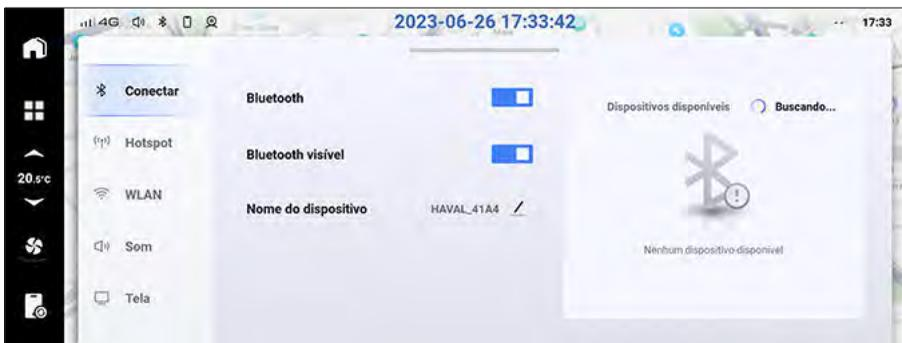 4G
2023-06-26 17:33:42
17:33
Conectar
Hotspot
WLAN
Som
Tela
20.5°C
Bluetooth
Bluetooth visível
Nome do dispositivo HAVAL_41A4
Dispositivos disponíveis Buscando...
Nenhum dispositivo disponível